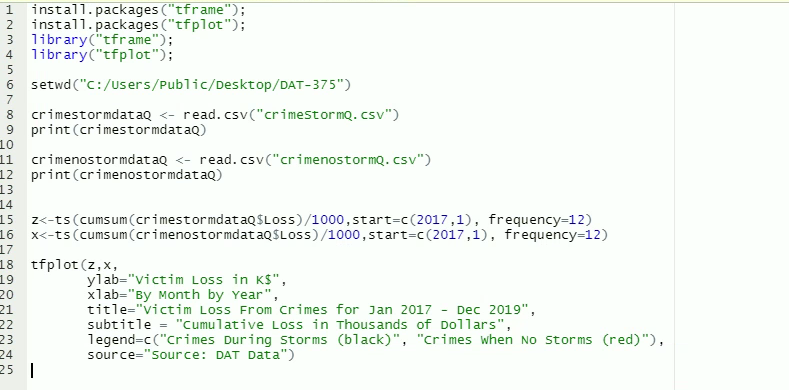 1 install.packages("tframe");
2 install.packages("tfplot");
3 library("tframe");
4 library("tfplot");
5
6 setwd("C:/Users/Public/Desktop/DAT-375")
7
8 crimestormdataQ <- read.csv("crimeStormQ.csv")
9 print(crimestormdataQ)
10
11 crimenostormdataQ <- read.csv("crimenostormQ.csv")
12 print(crimenostormdataQ)
13
14
15 z<-ts(cumsum(crimestormdataQ$Loss)/1000,start=c(2017,1), frequency=12)
16 x<-ts(cumsum(crimenostormdataQ$Loss)/1000,start=c(2017,1), frequency=12)
17
18 tfplot(z,x,
19 ylab="Victim Loss in K$",
20 xlab="By Month by Year",
21 title="Victim Loss From Crimes for Jan 2017 - Dec 2019",
22 subtitle = "Cumulative Loss in Thousands of Dollars",
23 legend=c("Crimes During Storms (black)", "Crimes When No Storms (red)"),
24 source="Source: DAT Data")
25